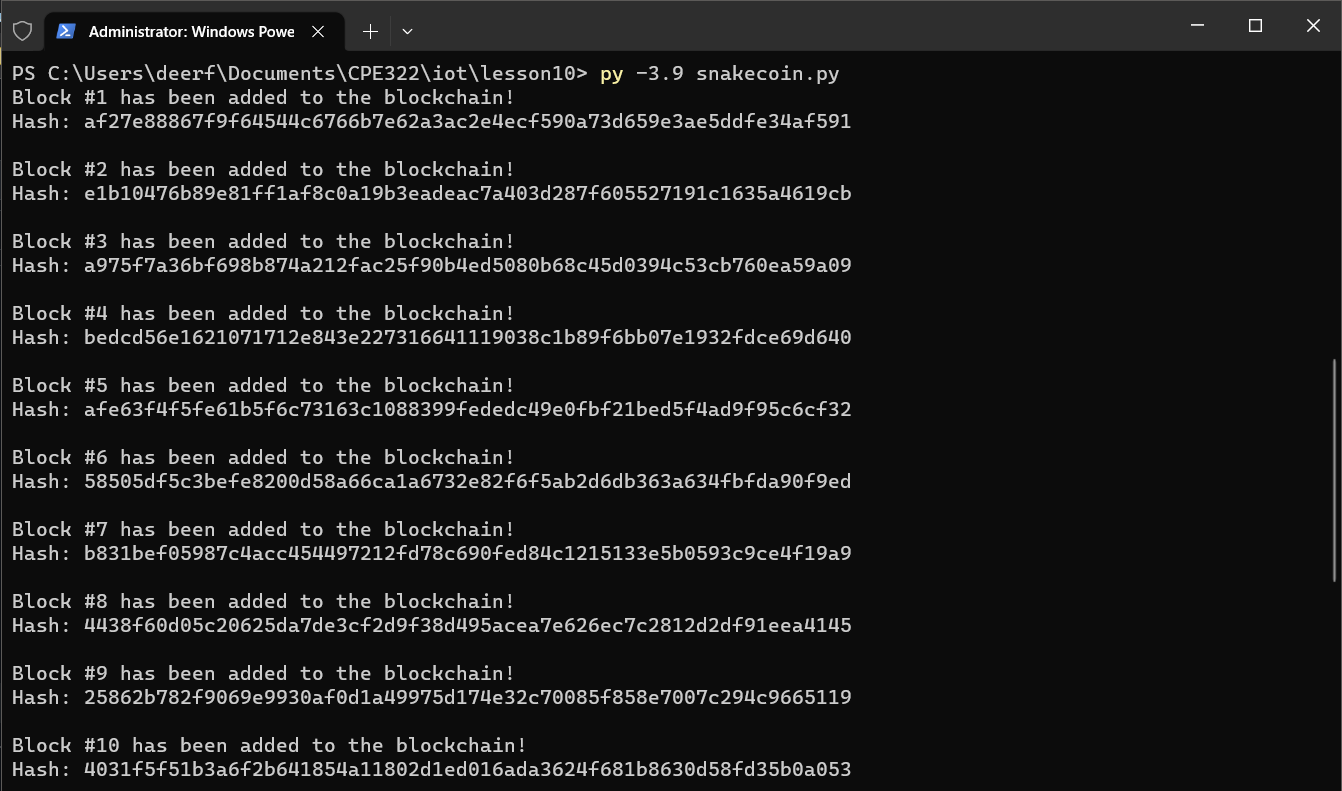 Administrator: Windows Powe
PS C:\Users\deerf\Documents\CPE322\iot\lesson10> py -3.9 snakecoin.py
Block #1 has been added to the blockchain!
Hash: af27e88867f9f64544c6766b7e62a3ac2e4ecf590a73d659e3ae5ddfe34af591
Block #2 has been added to the blockchain!
Hash: e1b10476b89e81ff1af8c0a19b3eadeac7a403d287f605527191c1635a4619cb
Block #3 has been added to the blockchain!
Hash: a975f7a36bf698b874a212fac25f90b4ed5080b68c45d0394c53cb760ea59a09
Block #4 has been added to the blockchain!
Hash: bedcd56e1621071712e843e227316641119038c1b89f6bb07e1932fdce69d640
Block #5 has been added to the blockchain!
Hash: afe63f4f5fe61b5f6c73163c1088399fededc49e0fbf21bed5f4ad9f95c6cf32
Block #6 has been added to the blockchain!
Hash: 58505df5c3befe8200d58a66ca1a6732e82f6f5ab2d6db363a634fbfda90f9ed
Block #7 has been added to the blockchain!
Hash: b831bef05987c4acc454497212fd78c690fed84c1215133e5b0593c9ce4f19a9
Block #8 has been added to the blockchain!
Hash: 4438f60d05c20625da7de3cf2d9f38d495acea7e626ec7c2812d2df91eea4145
Block #9 has been added to the blockchain!
Hash: 25862b782f9069e9930af0d1a49975d174e32c70085f858e7007c294c9665119
Block #10 has been added to the blockchain!
Hash: 4031f5f51b3a6f2b641854a11802d1ed016ada3624f681b8630d58fd35b0a053